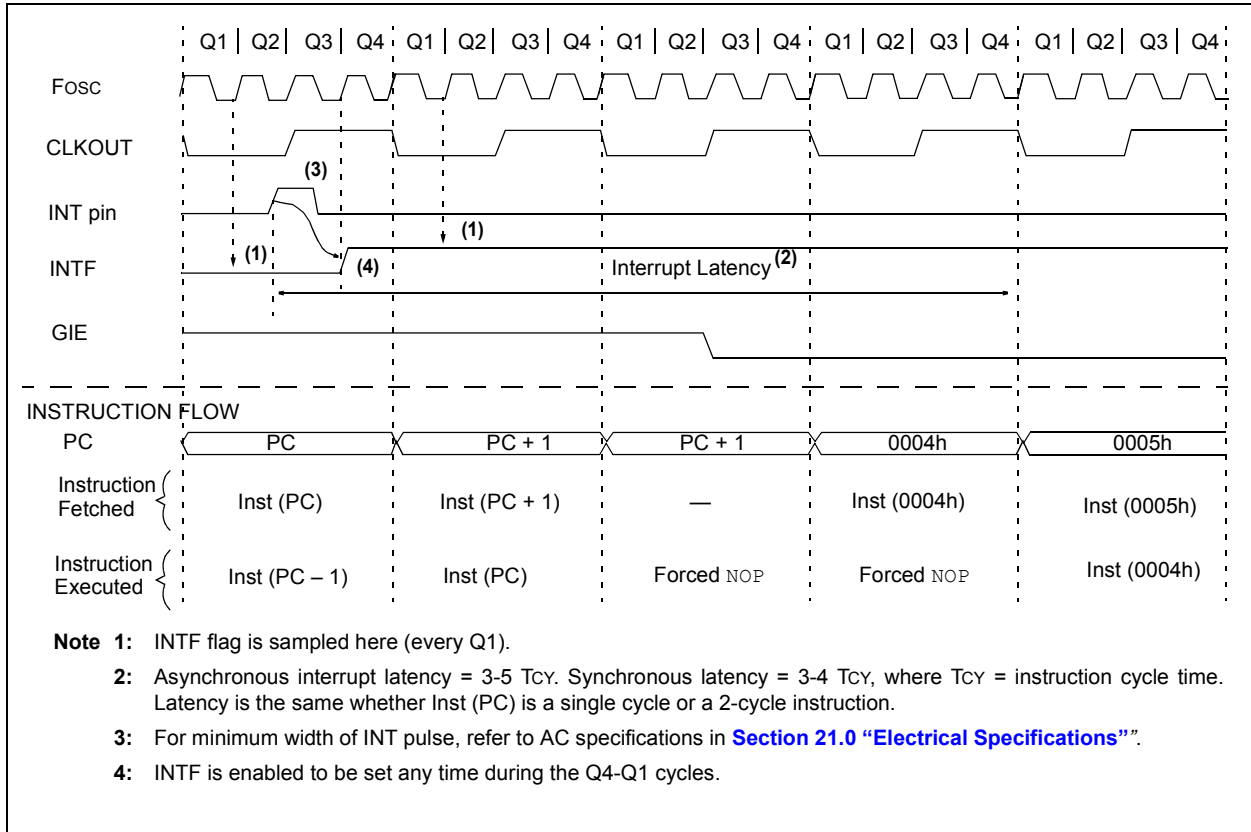 Q1 Q2 Q3 Q4 Q1 Q2 Q3 Q4 Q1 Q2 Q3 Q4 Q1 Q2 Q3 Q4 Q1 Q2 Q3 Q4
FOSC
CLKOUT
(3)
INT pin
(1) (1)
INTF (4) Interrupt Latency (2)
GIE
INSTRUCTION FLOW
PC PC PC + 1 PC + 1 0004h 0005h
Instruction
Fetched Inst (PC) Inst (PC + 1) — Inst (0004h) Inst (0005h)
Instruction
Executed Inst (PC – 1) Inst (PC) Forced NOP Forced NOP Inst (0004h)
Note 1: INTF flag is sampled here (every Q1).
2: Asynchronous interrupt latency = 3-5 TCY. Synchronous latency = 3-4 TCY, where TCY = instruction cycle time.
Latency is the same whether Inst (PC) is a single cycle or a 2-cycle instruction.
3: For minimum width of INT pulse, refer to AC specifications in Section 21.0 “Electrical Specifications””.
4: INTF is enabled to be set any time during the Q4-Q1 cycles.